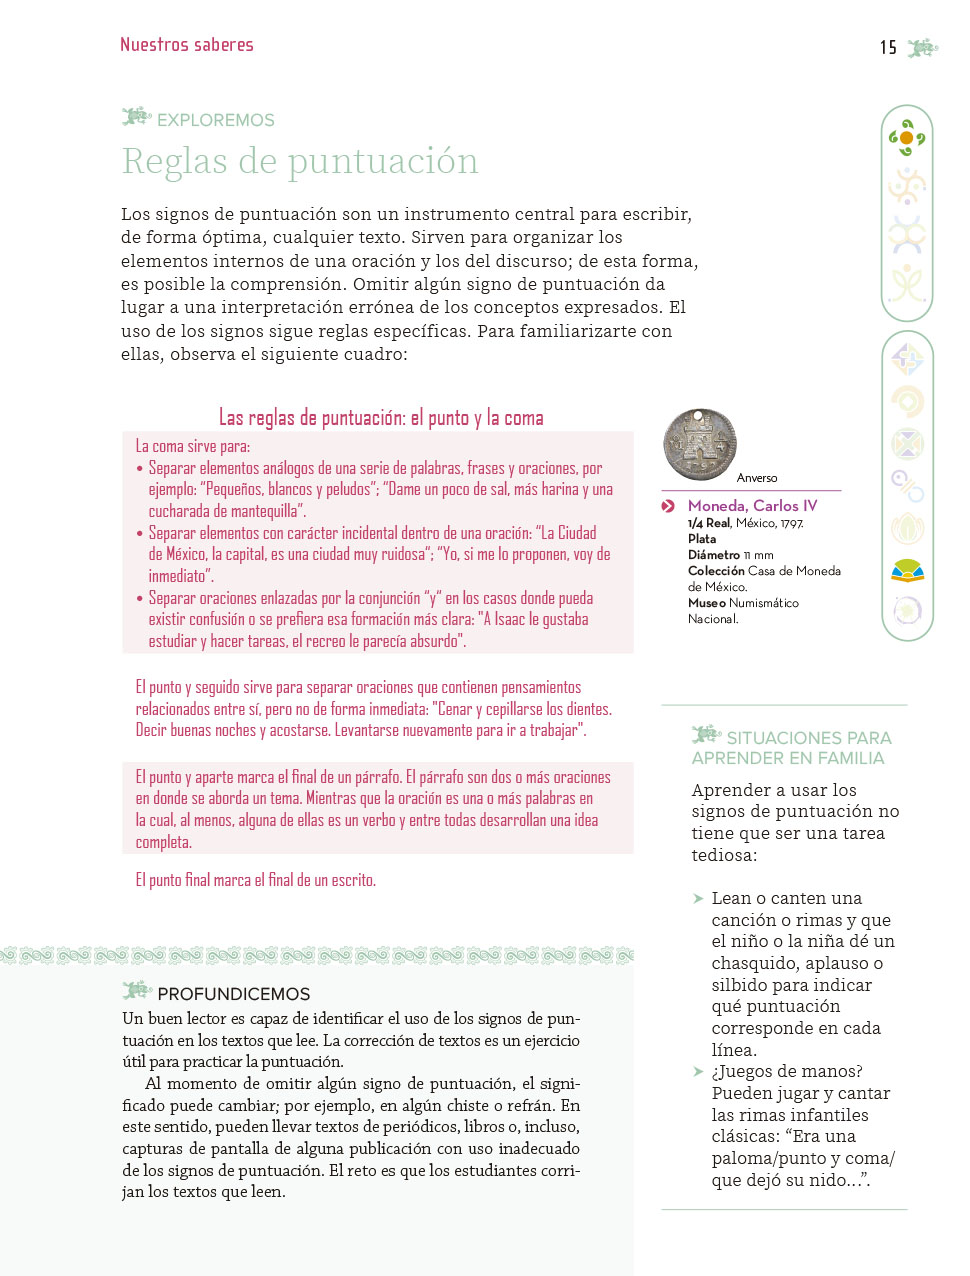 Nuestros saberes
15
EXPLOREMOS
Reglas de puntuación
Los signos de puntuación son un instrumento central para escribir,
de forma óptima, cualquier texto. Sirven para organizar los
elementos internos de una oración y los del discurso; de esta forma,
es posible la comprensión. Omitir algún signo de puntuación da
lugar a una interpretación errónea de los conceptos expresados. El
uso de los signos sigue reglas específicas. Para familiarizarte con
ellas, observa el siguiente cuadro:
Las reglas de puntuación: el punto y la coma
La coma sirve para:
• Separar elementos análogos de una serie de palabras, frases y oraciones, por
ejemplo: “Pequeños, blancos y peludos”; “Dame un poco de sal, más harina y una
cucharada de mantequilla”.
• Separar elementos con carácter incidental dentro de una oración: “La Ciudad
de México, la capital, es una ciudad muy ruidosa”; “Yo, si me lo proponen, voy de
inmediato”.
• Separar oraciones enlazadas por la conjunción “y” en los casos donde pueda
existir confusión o se prefiera esa formación más clara: "A Isaac le gustaba
estudiar y hacer tareas, el recreo le parecía absurdo".
El punto y seguido sirve para separar oraciones que contienen pensamientos
relacionados entre sí, pero no de forma inmediata: "Cenar y cepillarse los dientes.
Decir buenas noches y acostarse. Levantarse nuevamente para ir a trabajar".
El punto y aparte marca el final de un párrafo. El párrafo son dos o más oraciones
en donde se aborda un tema. Mientras que la oración es una o más palabras en
la cual, al menos, alguna de ellas es un verbo y entre todas desarrollan una idea
completa.
El punto final marca el final de un escrito.
1797
Anverso
Moneda, Carlos IV
1/4 Real, México, 1797.
Plata
Diámetro 11 mm
Colección Casa de Moneda
de México.
Museo Numismático
Nacional.
SITUACIONES PARA
APRENDER EN FAMILIA
Aprender a usar los
signos de puntuación no
tiene que ser una tarea
tediosa:
➤ Lean o canten una
canción o rimas y que
el niño o la niña dé un
chasquido, aplauso o
silbido para indicar
qué puntuación
corresponde en cada
línea.
➤ ¿Juegos de manos?
Pueden jugar y cantar
las rimas infantiles
clásicas: “Era una
paloma/punto y coma/
que dejó su nido...”.
PROFUNDICEMOS
Un buen lector es capaz de identificar el uso de los signos de pun-
tuación en los textos que lee. La corrección de textos es un ejercicio
útil para practicar la puntuación.
Al momento de omitir algún signo de puntuación, el signi-
ficado puede cambiar; por ejemplo, en algún chiste o refrán. En
este sentido, pueden llevar textos de periódicos, libros o, incluso,
capturas de pantalla de alguna publicación con uso inadecuado
de los signos de puntuación. El reto es que los estudiantes corri-
jan los textos que leen.